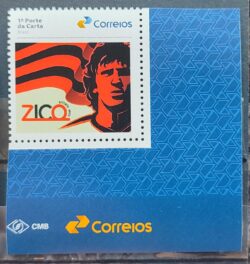 1º Porte
da Carta
Correios
ZICO
CMB
Correios